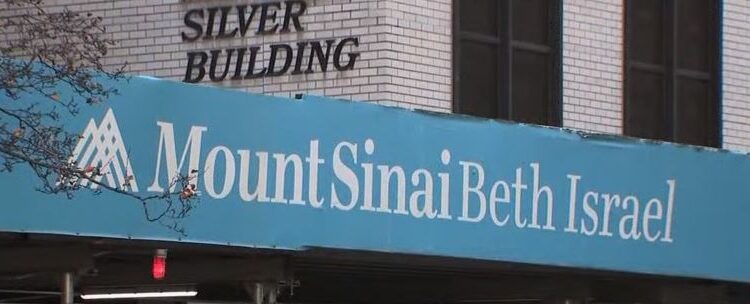 SILVER
BUILDING
Mount Sinai Beth Israel